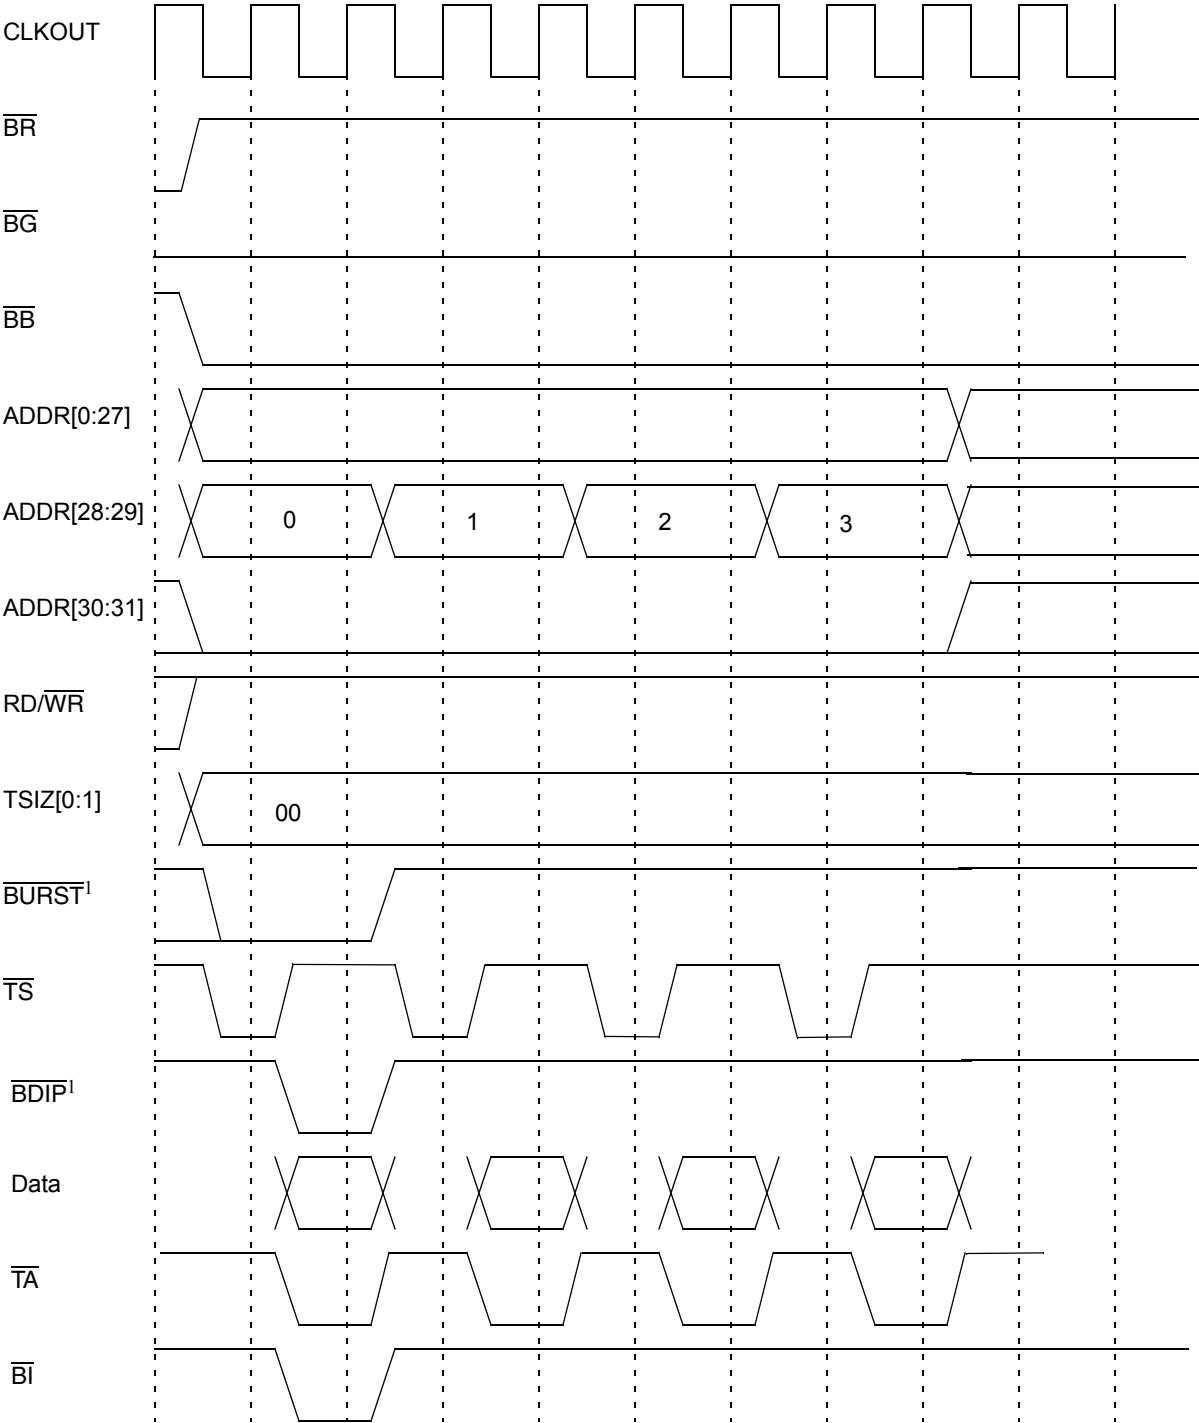 CLKOUT
BR
BG
BB
ADDR[0:27]
ADDR[28:29] 0 1 2 3
ADDR[30:31]
RD/WR
TSIZ[0:1] 00
BURST¹
TS
BDIP¹
Data
TA
BI